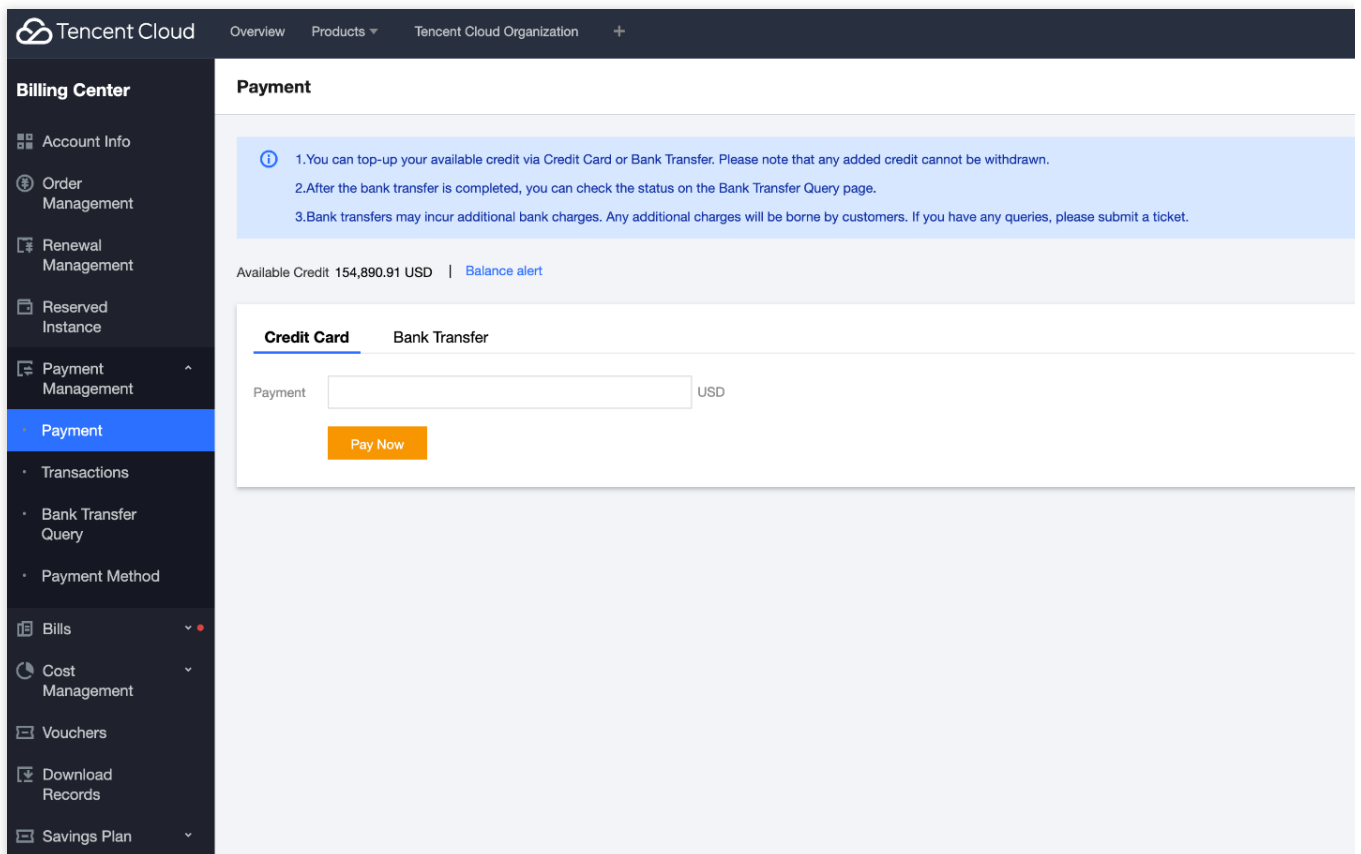 Tencent Cloud
Overview
Products
Tencent Cloud Organization
+
Billing Center
Account Info
Order
Management
Renewal
Management
Reserved
Instance
Payment
Management
Payment
Transactions
Bank Transfer
Query
Payment Method
Bills
Cost
Management
Vouchers
Download
Records
Savings Plan
Payment
1.You can top-up your available credit via Credit Card or Bank Transfer. Please note that any added credit cannot be withdrawn.
2.After the bank transfer is completed, you can check the status on the Bank Transfer Query page.
3.Bank transfers may incur additional bank charges. Any additional charges will be borne by customers. If you have any queries, please submit a ticket.
Available Credit 154,890.91 USD | Balance alert
Credit Card
Bank Transfer
Payment
USD
Pay Now